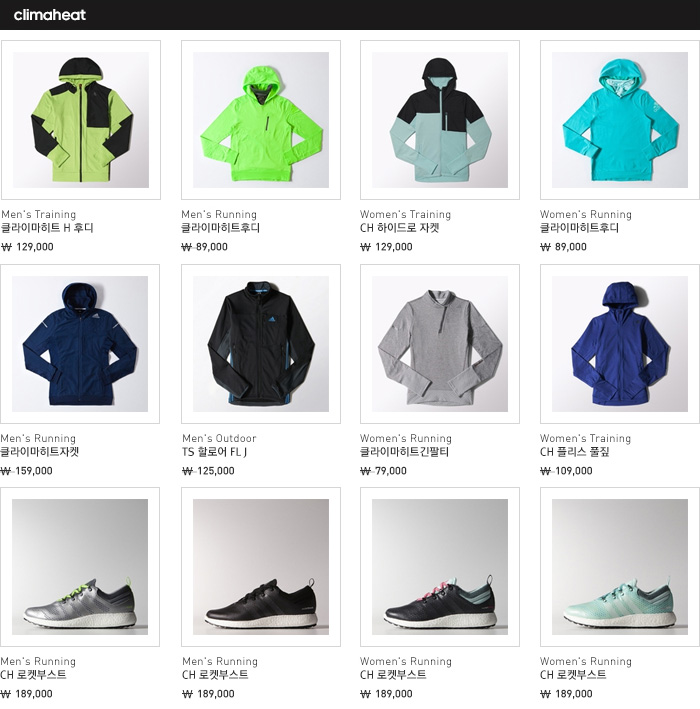 climaheat
Men's Training
클라이마히트 H 후디
₩ 129,000
Men's Running
클라이마히트후디
₩ 89,000
Women's Training
CH 하이드로 자켓
₩ 129,000
Women's Running
클라이마히트후디
₩ 89,000
Men's Running
클라이마히트자켓
₩ 159,000
Men's Outdoor
TS 할로어 FL J
₩ 125,000
Women's Running
클라이마히트긴팔티
₩ 79,000
Women's Training
CH 플리스 풀짚
₩ 109,000
Men's Running
CH 로켓부스트
₩ 189,000
Men's Running
CH 로켓부스트
₩ 189,000
Women's Running
CH 로켓부스트
₩ 189,000
Women's Running
CH 로켓부스트
₩ 189,000